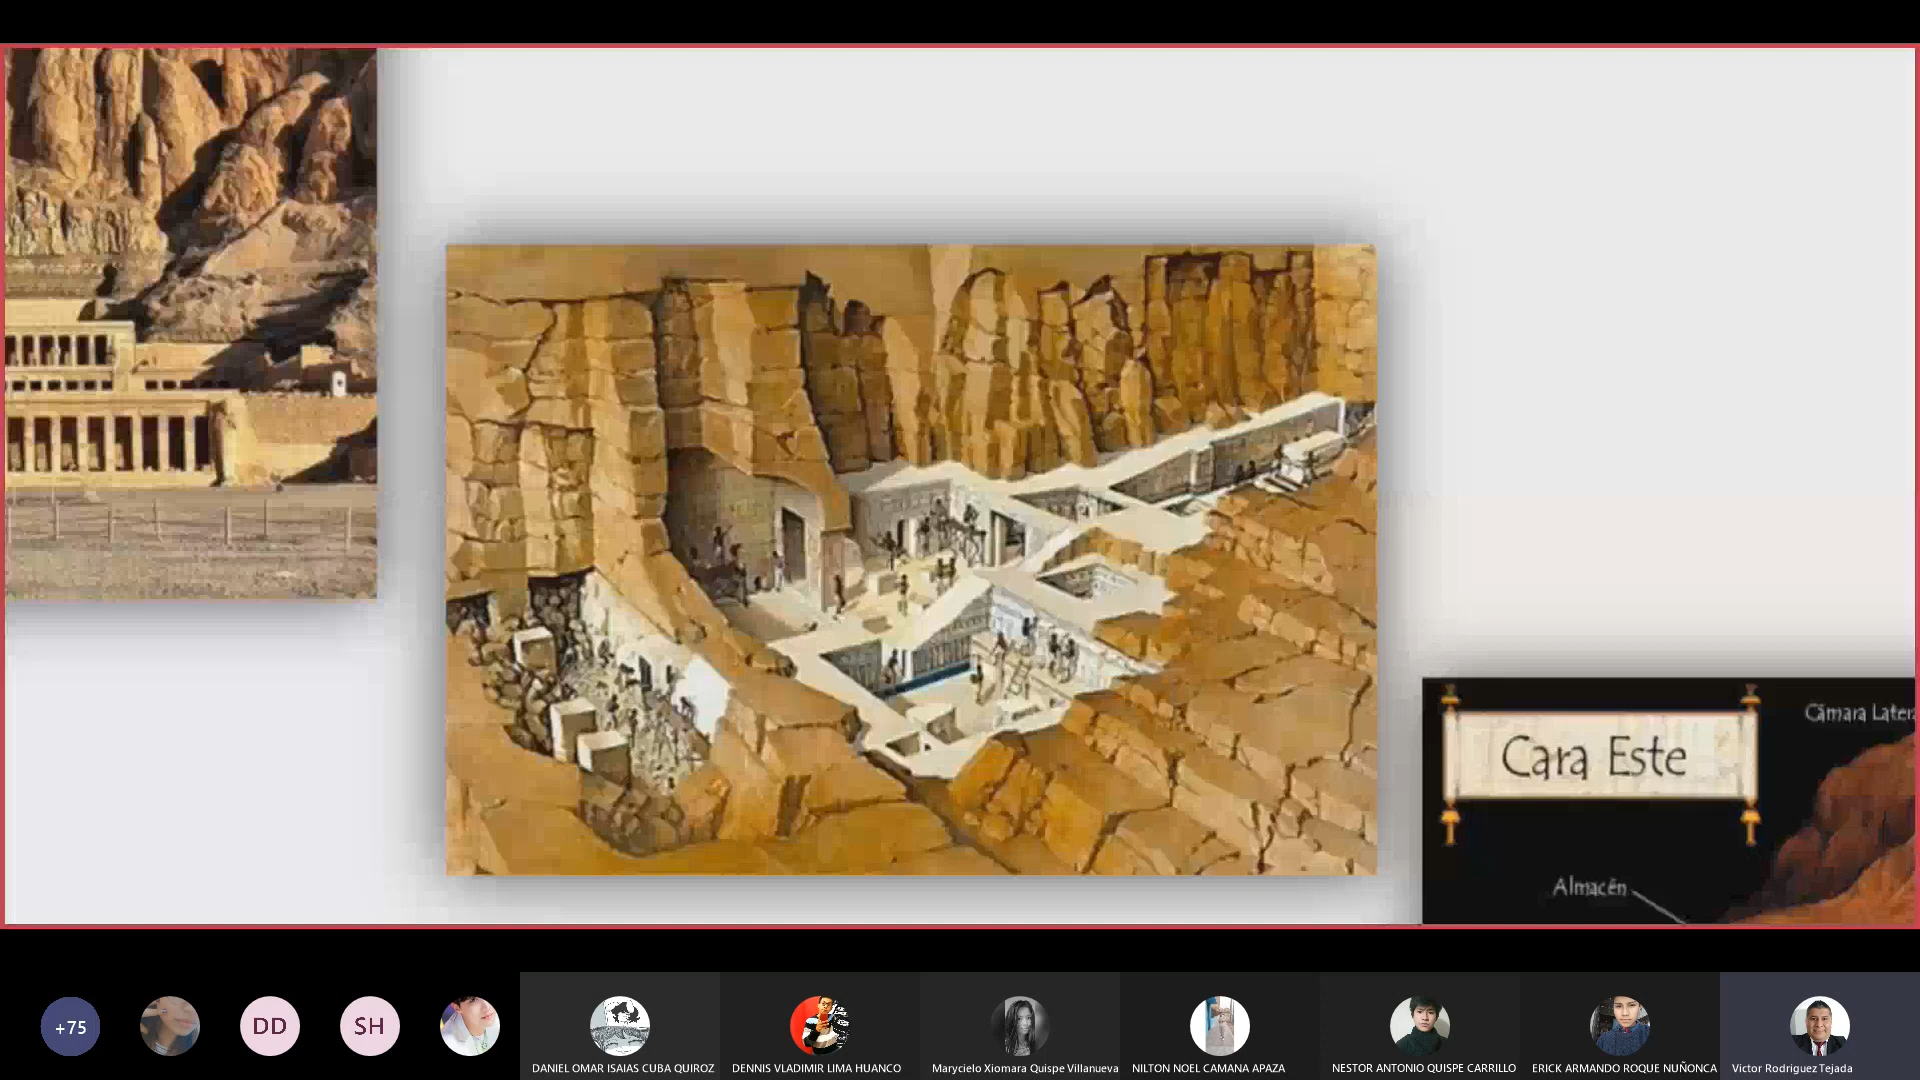 Cara Este
Cámara Latera
Almacén
+75
DD
SH
DANIEL OMAR ISAIAS CUBA QUIROZ
DENNIS VLADIMIR LIMA HUANCO
Marycielo Xiomara Quispe Villanueva
NILTON NOEL CAMANA APAZA
NESTOR ANTONIO QUISPE CARRILLO
ERICK ARMANDO ROQUE NUÑONCA
Victor Rodriguez Tejada